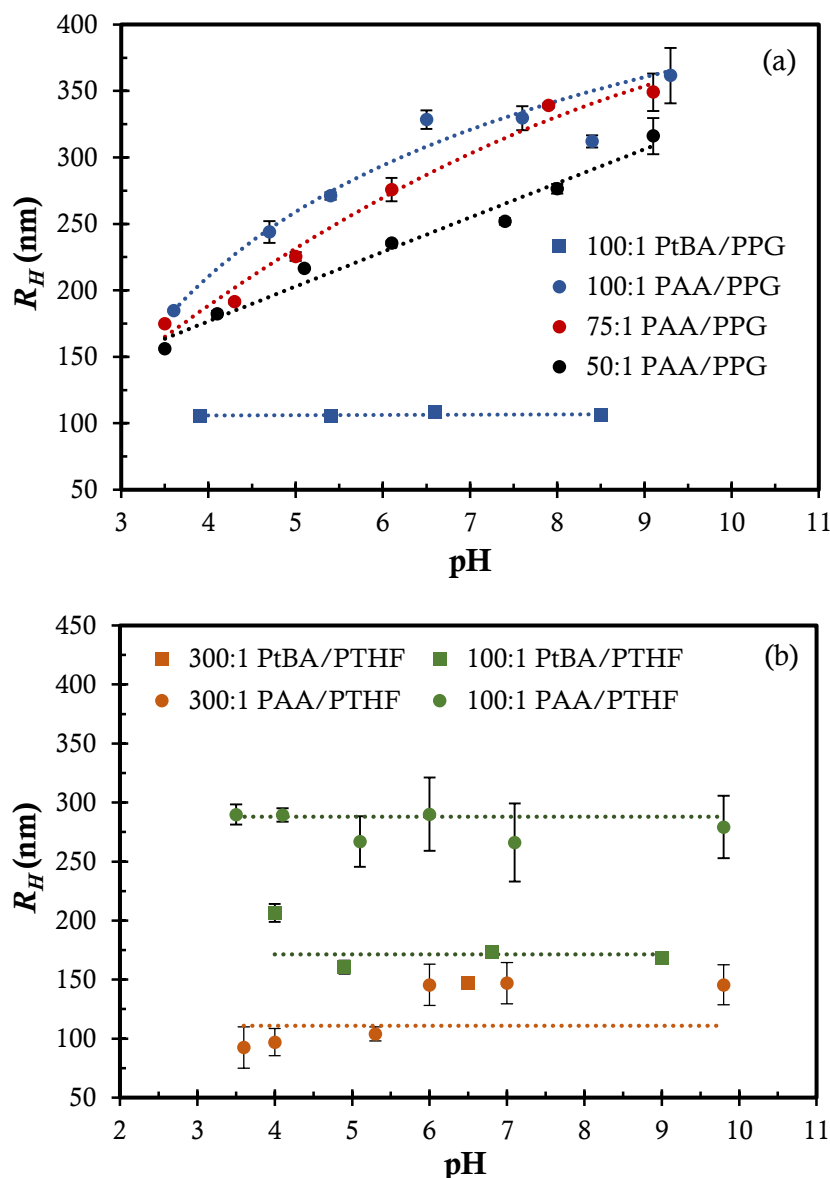 400
(a)
350
300
250
200
150
100
50
R_H (nm)
100:1 PtBA/PPG
100:1 PAA/PPG
75:1 PAA/PPG
50:1 PAA/PPG
3 4 5 6 7 8 9 10 11
pH
450
300:1 PtBA/PTHF 100:1 PtBA/PTHF (b)
300:1 PAA/PTHF 100:1 PAA/PTHF
400
350
300
250
200
150
100
50
R_H (nm)
2 3 4 5 6 7 8 9 10 11
pH